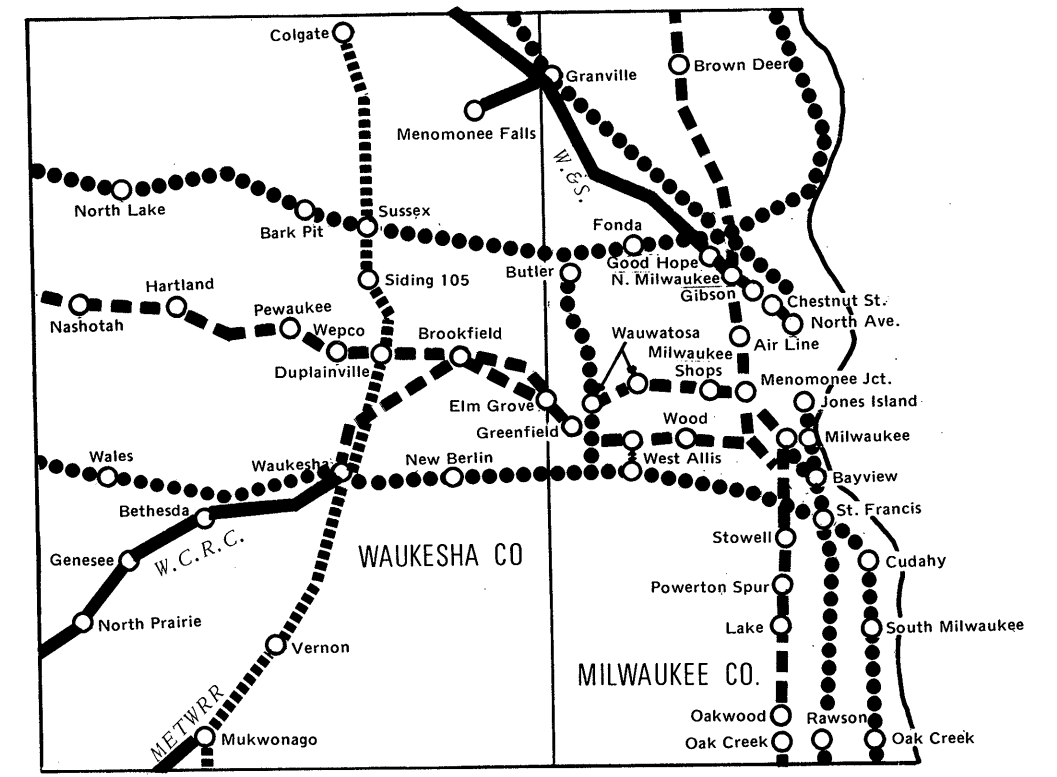 Colgate
Granville
Brown Deer
Menomonee Falls
W.&S.
North Lake
Bark Pit
Sussex
Fonda
Good Hope
Butler
N. Milwaukee
Siding 105
Gibson
Chestnut St.
Hartland
Nashotah
Pewaukee
North Ave.
Wepco
Brookfield
Wauwatosa
Air Line
Milwaukee
Shops
Duplainville
Menomonee Jct.
Elm Grove
Jones Island
Wood
Greenfield
Milwaukee
Wales
Waukesha
New Berlin
West Allis
Bayview
Bethesda
St. Francis
Stowell
W.C.R.C.
WAUKESHA CO
Genesee
Cudahy
Powerton Spur
North Prairie
Lake
South Milwaukee
Vernon
MILWAUKEE CO.
METWRR
Oakwood
Rawson
Mukwonago
Oak Creek
Oak Creek